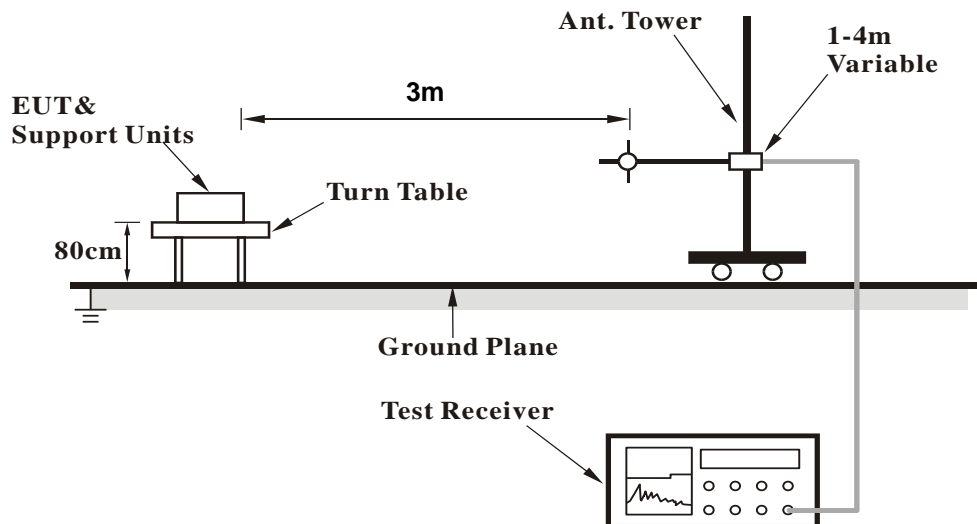 Ant. Tower
1-4m
Variable
3m
EUT&
Support Units
Turn Table
80cm
Ground Plane
Test Receiver